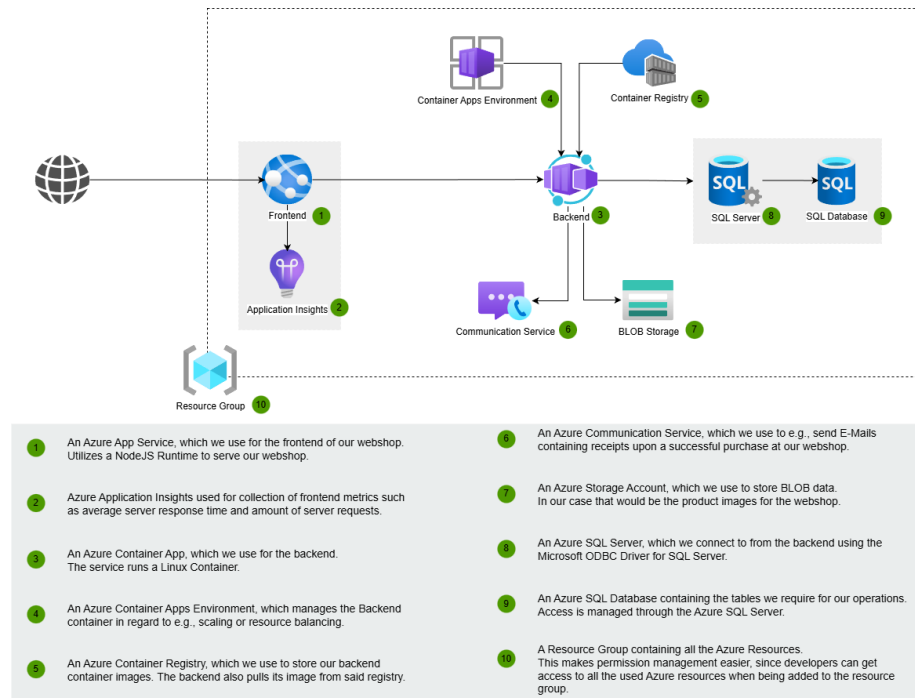 Container Apps Environment
4
Container Registry
5
Frontend
1
Backend
3
SQL
SQL Server
8
SQL
SQL Database
9
Application Insights
2
Communication Service
6
BLOB Storage
7
Resource Group
10
1
An Azure App Service, which we use for the frontend of our webshop.
Utilizes a NodeJS Runtime to serve our webshop.
2
Azure Application Insights used for collection of frontend metrics such
as average server response time and amount of server requests.
3
An Azure Container App, which we use for the backend.
The service runs a Linux Container.
4
An Azure Container Apps Environment, which manages the Backend
container in regard to e.g., scaling or resource balancing.
5
An Azure Container Registry, which we use to store our backend
container images. The backend also pulls its image from said registry.
6
An Azure Communication Service, which we use to e.g., send E-Mails
containing receipts upon a successful purchase at our webshop.
7
An Azure Storage Account, which we use to store BLOB data.
In our case that would be the product images for the webshop.
8
An Azure SQL Server, which we connect to from the backend using the
Microsoft ODBC Driver for SQL Server.
9
An Azure SQL Database containing the tables we require for our operations.
Access is managed through the Azure SQL Server.
10
A Resource Group containing all the Azure Resources.
This makes permission management easier, since developers can get
access to all the used Azure resources when being added to the resource
group.